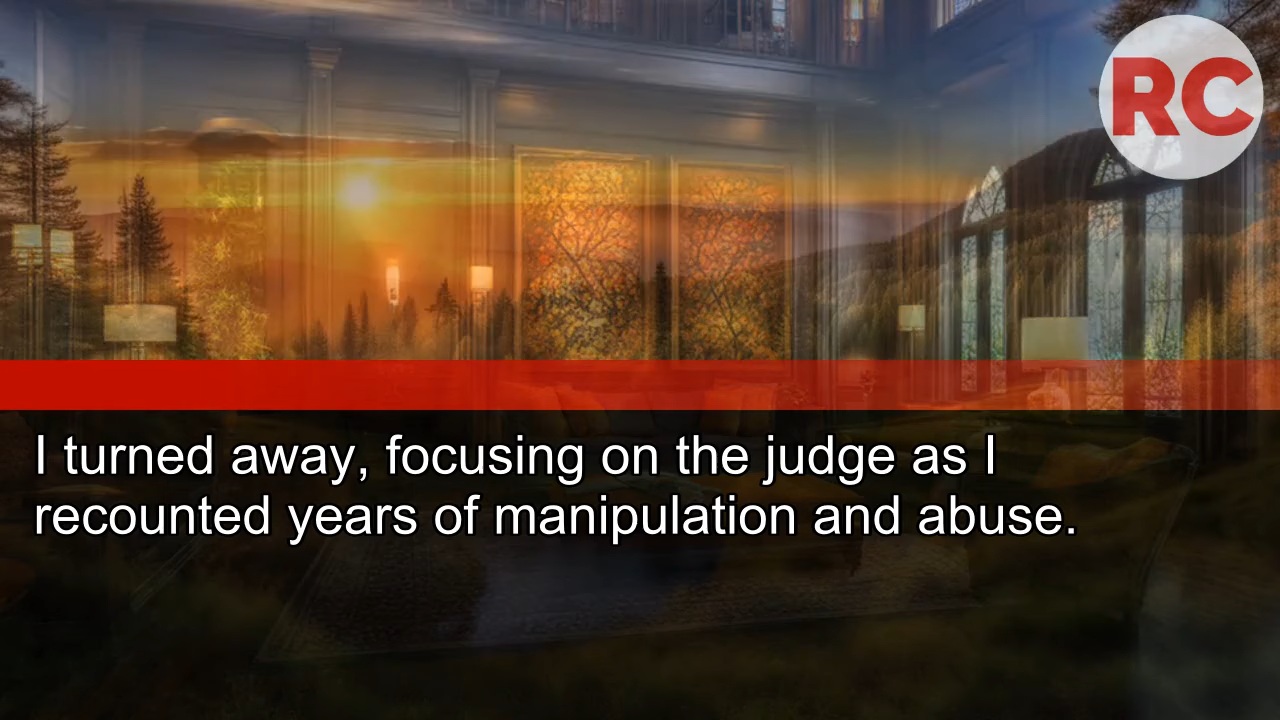 RC
I turned away, focusing on the judge as I
recounted years of manipulation and abuse.